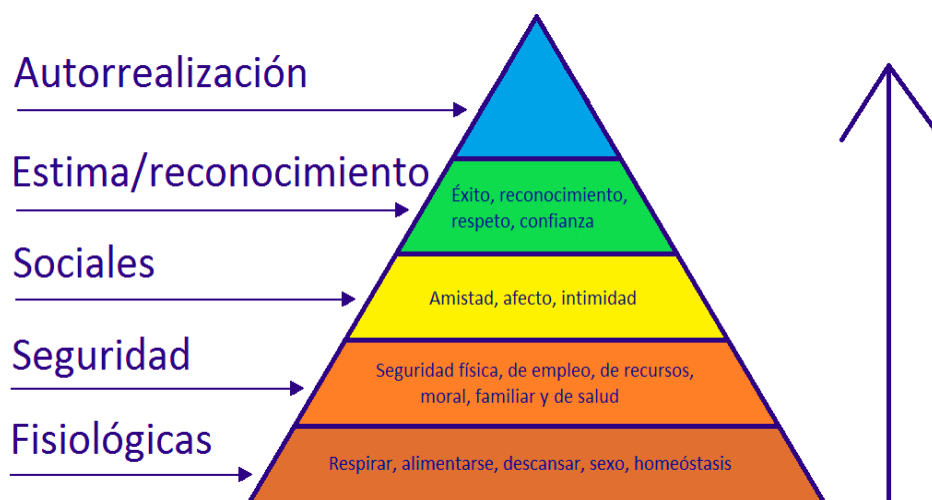 Autorrealización
Estima/reconocimiento
Éxito, reconocimiento,
respeto, confianza
Sociales
Amistad, afecto, intimidad
Seguridad
Seguridad física, de empleo, de recursos,
moral, familiar y de salud
Fisiológicas
Respirar, alimentarse, descansar, sexo, homeóstasis